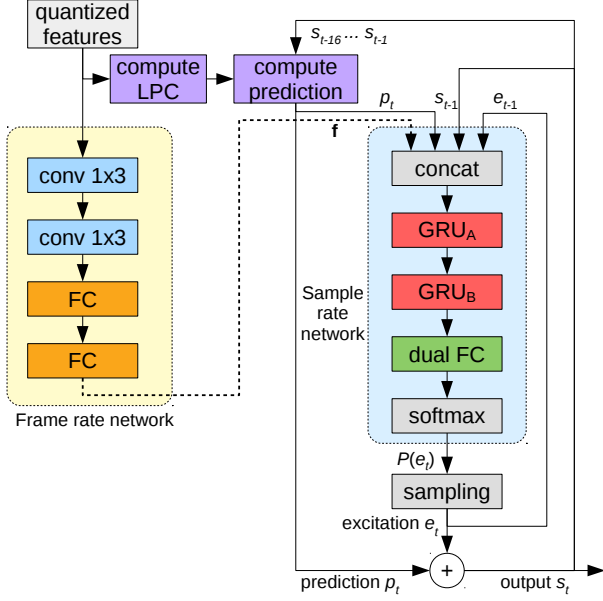 quantized
features
compute
LPC
compute
prediction
s_{t-16} ... s_{t-1}
p_t
s_{t-1}
e_{t-1}
f
conv 1x3
conv 1x3
FC
FC
Frame rate network
concat
GRU_A
GRU_B
dual FC
softmax
Sample
rate
network
P(e_t)
sampling
excitation e_t
+
prediction p_t
output s_t